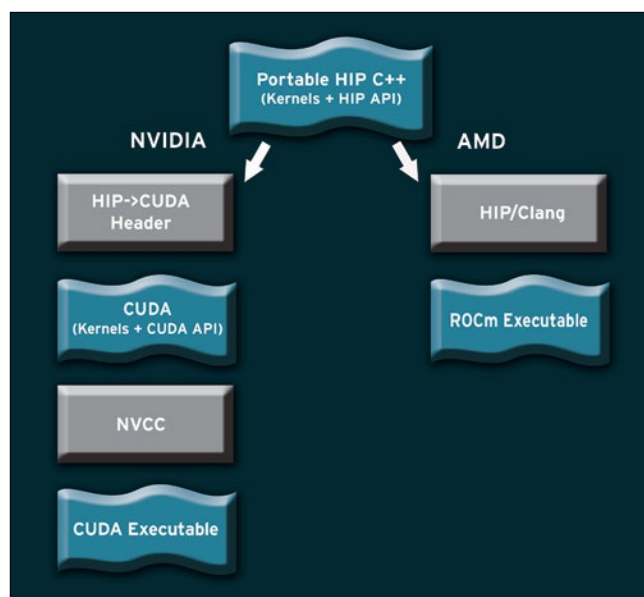 Portable HIP C++
(Kernels + HIP API)
NVIDIA
AMD
HIP->CUDA
Header
HIP/Clang
CUDA
(Kernels + CUDA API)
ROCm Executable
NVCC
CUDA Executable